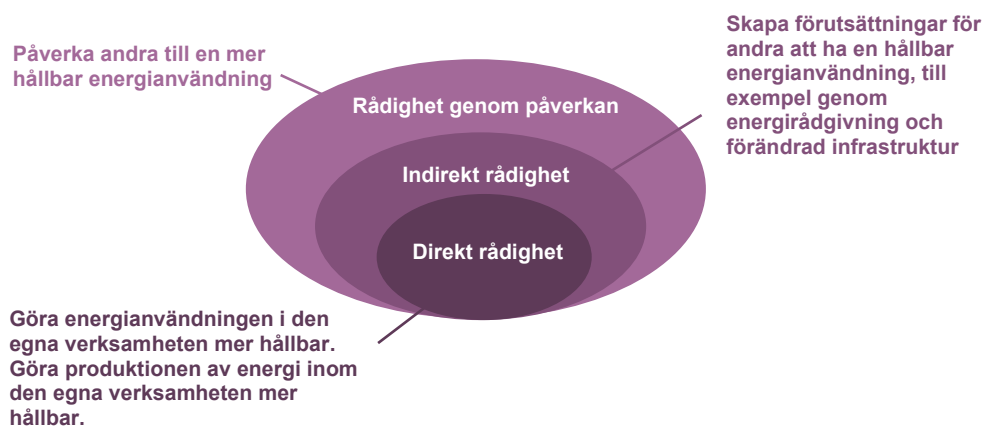 Påverka andra till en mer
hållbar energianvändning
Skapa förutsättningar för
andra att ha en hållbar
energianvändning, till
exempel genom
energirådgivning och
förändrad infrastruktur
Rådighet genom påverkan
Indirekt rådighet
Direkt rådighet
Göra energianvändningen i den
egna verksamheten mer hållbar.
Göra produktionen av energi inom
den egna verksamheten mer
hållbar.